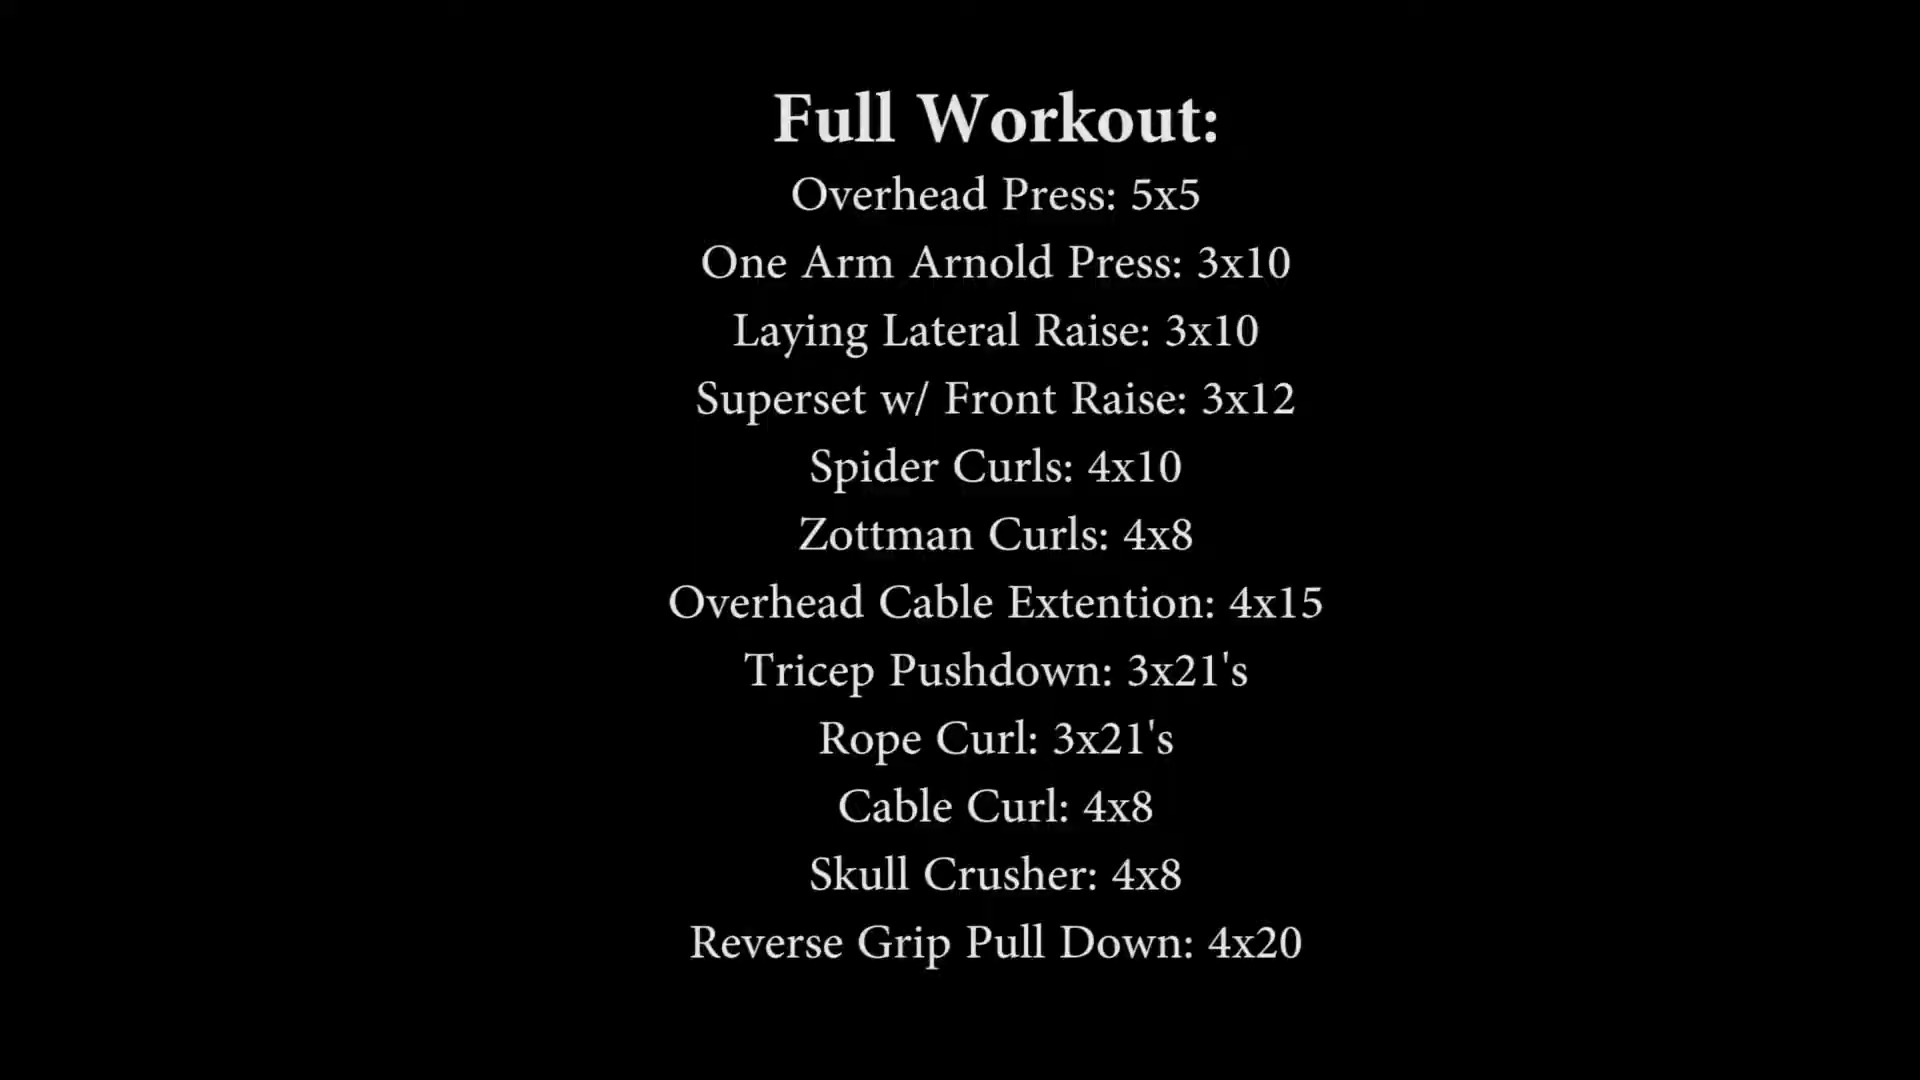 Full Workout:
Overhead Press: 5x5
One Arm Arnold Press: 3x10
Laying Lateral Raise: 3x10
Superset w/ Front Raise: 3x12
Spider Curls: 4x10
Zottman Curls: 4x8
Overhead Cable Extention: 4x15
Tricep Pushdown: 3x21's
Rope Curl: 3x21's
Cable Curl: 4x8
Skull Crusher: 4x8
Reverse Grip Pull Down: 4x20